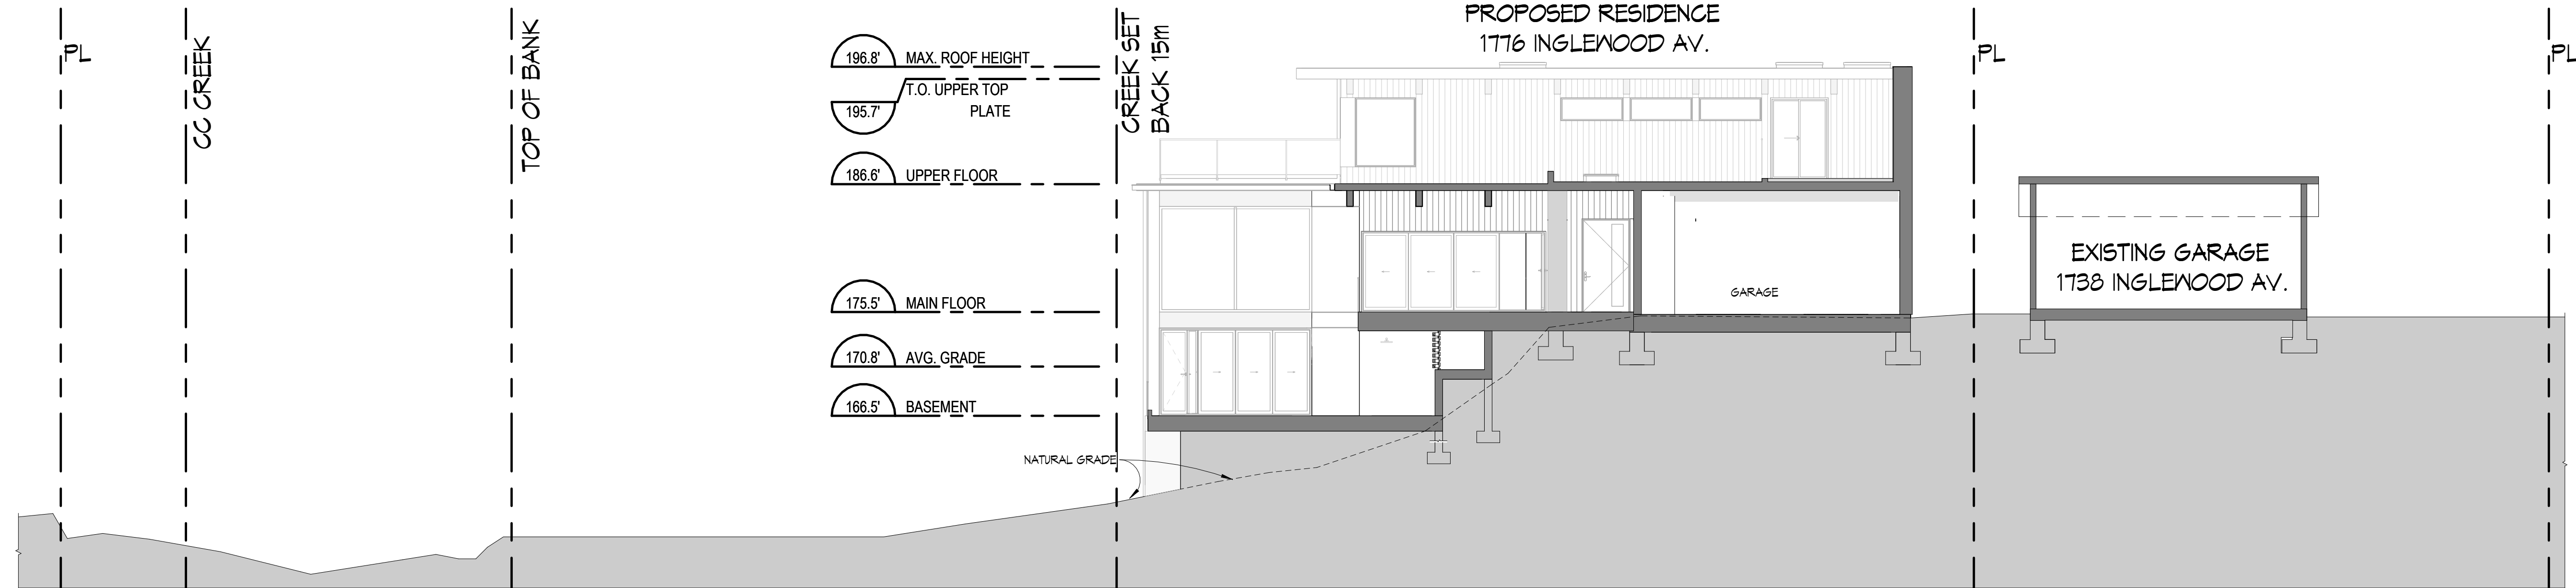 PL
CC CREEK
TOP OF BANK
196.8' MAX. ROOF HEIGHT
T.O. UPPER TOP
195.7' PLATE
186.6' UPPER FLOOR
175.5' MAIN FLOOR
170.8' AVG. GRADE
166.5' BASEMENT
NATURAL GRADE
CREEK SET
BACK 15m
PROPOSED RESIDENCE
1776 INGLEWOOD AV.
GARAGE
PL
EXISTING GARAGE
1738 INGLEWOOD AV.
PL